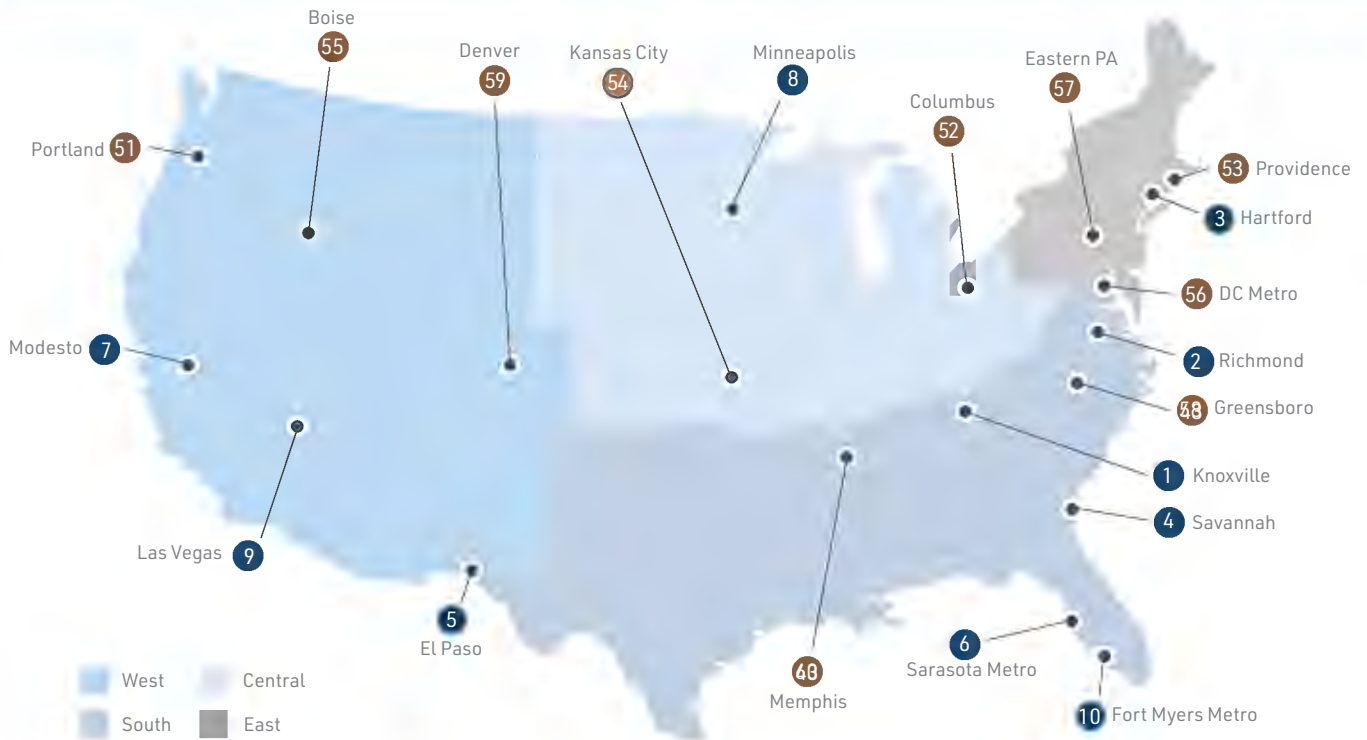 Boise
55
Denver
59
Kansas City
54
Minneapolis
8
Columbus
52
Eastern PA
57
Portland 51
53 Providence
3 Hartford
56 DC Metro
Modesto 7
2 Richmond
Greensboro
1 Knoxville
4 Savannah
Las Vegas 9
5
El Paso
6
Sarasota Metro
Memphis
10 Fort Myers Metro
West
Central
South
East